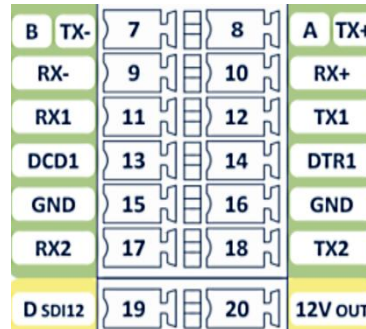 B TX- 7 8 A TX+
RX- 9 10 RX+
RX1 11 12 TX1
DCD1 13 14 DTR1
GND 15 16 GND
RX2 17 18 TX2
D SDI12 19 20 12V OUT